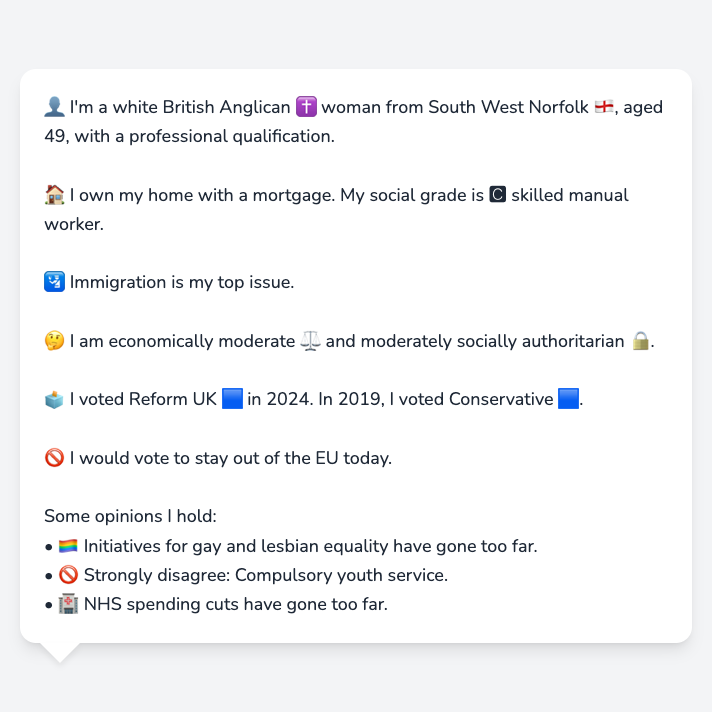 👤 I'm a white British Anglican ✝️ woman from South West Norfolk 🏴󠁧󠁢󠁥󠁮󠁧󠁿, aged
49, with a professional qualification.
🏠 I own my home with a mortgage. My social grade is C skilled manual
worker.
🛂 Immigration is my top issue.
🤔 I am economically moderate ⚖️ and moderately socially authoritarian 🔒.
🗳️ I voted Reform UK 🟦 in 2024. In 2019, I voted Conservative 🟦.
🚫 I would vote to stay out of the EU today.
Some opinions I hold:
• 🏳️‍🌈 Initiatives for gay and lesbian equality have gone too far.
• 🚫 Strongly disagree: Compulsory youth service.
• 🏥 NHS spending cuts have gone too far.